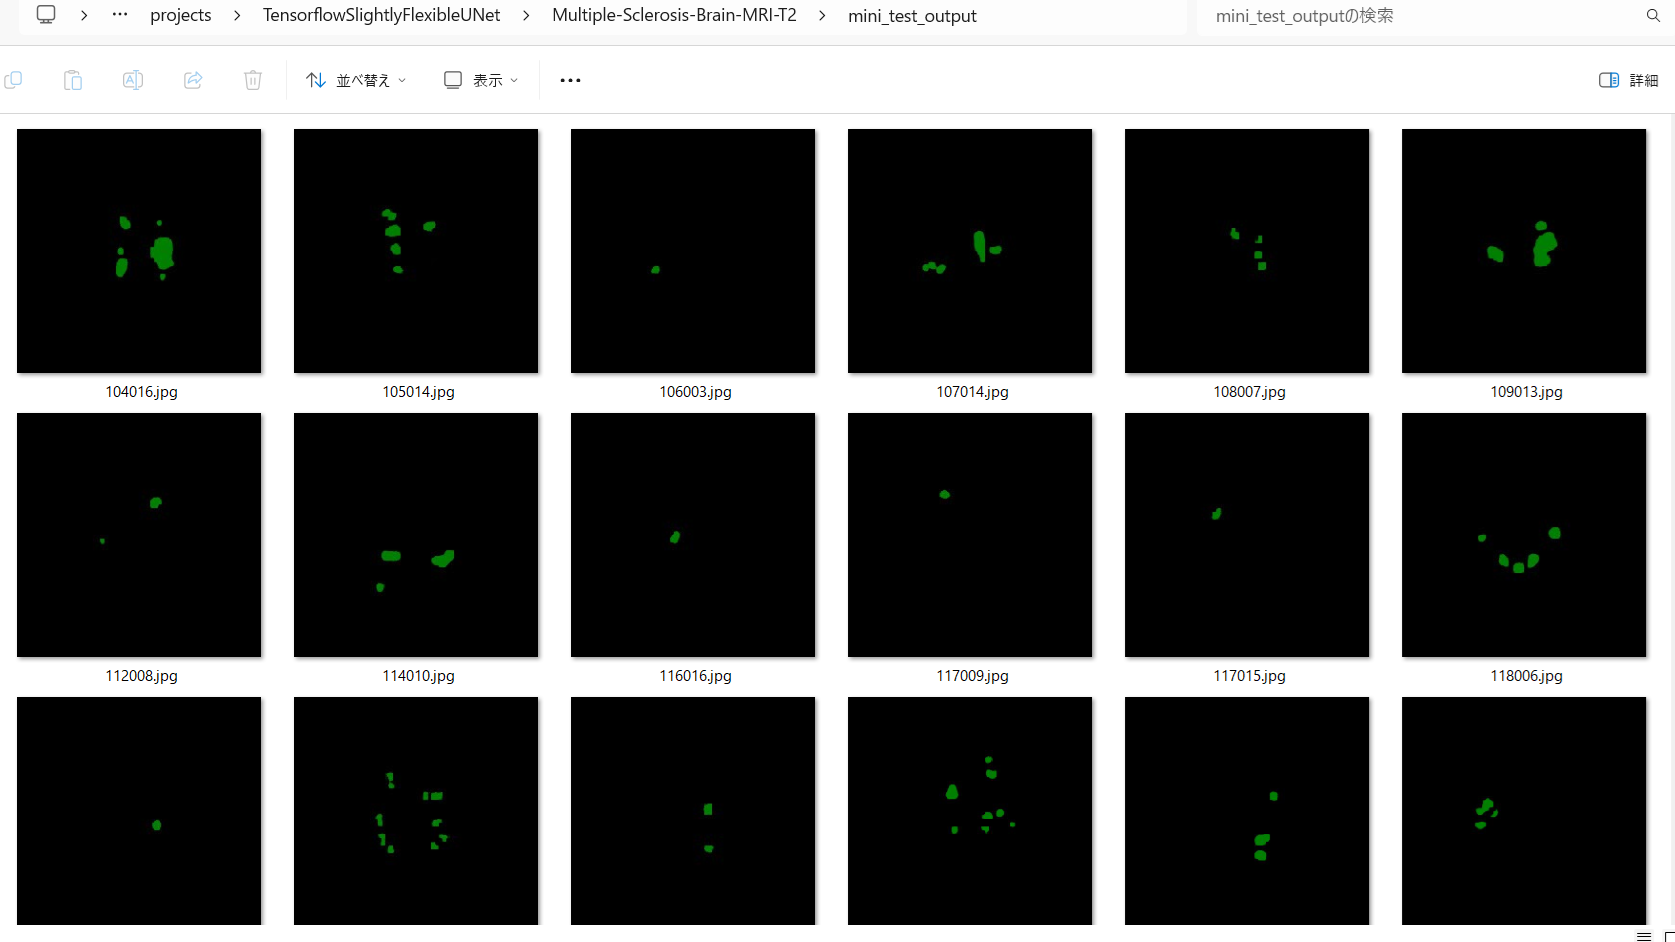 … projects TensorflowSlightlyFlexibleUNet Multiple-Sclerosis-Brain-MRI-T2 mini_test_output mini_test_outputの検索
並べ替え 表示 … 詳細
104016.jpg 105014.jpg 106003.jpg 107014.jpg 108007.jpg 109013.jpg
112008.jpg 114010.jpg 116016.jpg 117009.jpg 117015.jpg 118006.jpg